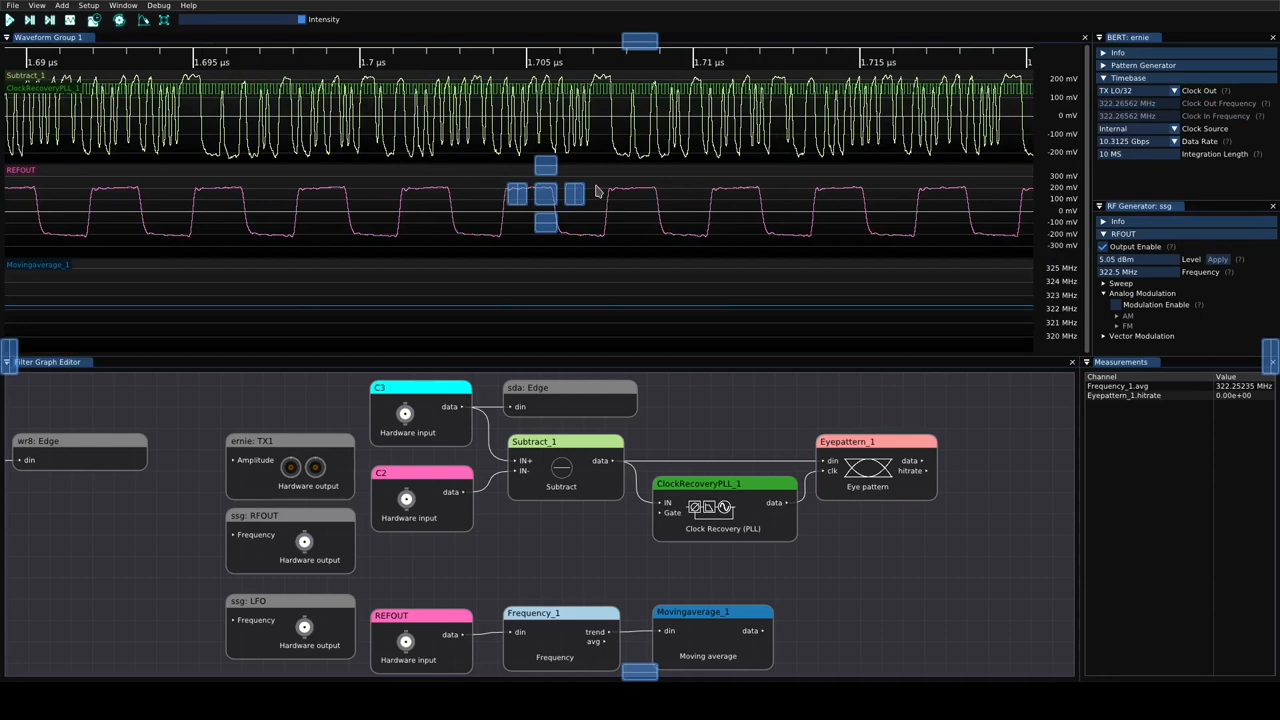 File View Add Setup Window Debug Help
Intensity
Waveform Group 1
1.69 µs 1.695 µs 1.7 µs 1.705 µs 1.71 µs 1.715 µs 1
Subtract_1
ClockRecoveryPLL_1
200 mV
100 mV
0 mV
-100 mV
-200 mV
REFOUT
300 mV
200 mV
100 mV
0 mV
-100 mV
-200 mV
-300 mV
Movingaverage_1
325 MHz
324 MHz
323 MHz
322 MHz
321 MHz
320 MHz
BERT: ernie
Info
Pattern Generator
Timebase
TX LO/32 Clock Out (?)
322.26562 MHz Clock Out Frequency
322.26562 MHz Clock In Frequency
Internal Clock Source (?)
10.3125 Gbps Data Rate (?)
10 MS Integration Length (?)
RF Generator: ssg
Info
RFOUT
Output Enable (?)
5.05 dBm Level Apply (?)
322.5 MHz Frequency (?)
Sweep
Analog Modulation
Modulation Enable (?)
AM
FM
Vector Modulation
Filter Graph Editor
wr8: Edge
din
ernie: TX1
Amplitude
Hardware output
ssg: RFOUT
Frequency
Hardware output
ssg: LFO
Frequency
Hardware output
C3
data
Hardware input
C2
data
Hardware input
REFOUT
data
Hardware input
sda: Edge
din
Subtract_1
IN+ data
IN-
Subtract
Frequency_1
din trend
avg
Frequency
ClockRecoveryPLL_1
IN data
Gate
Clock Recovery (PLL)
Movingaverage_1
din data
Moving average
Eyepattern_1
din data
clk hitrate
Eye pattern
Measurements
Channel Value
Frequency_1.avg 322.25235 MHz
Eyepattern_1.hitrate 0.00e+00